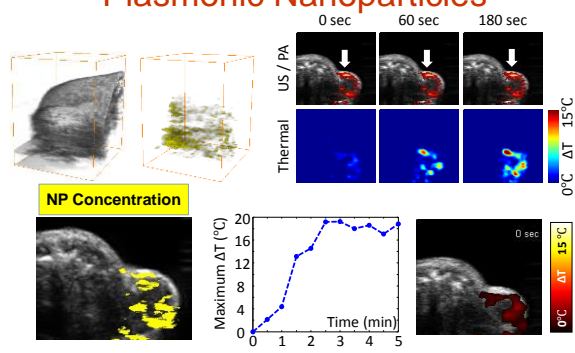 Plasmonic Nanoparticles
0 sec 60 sec 180 sec
US / PA
Thermal
15°C
ΔT
0°C
NP Concentration
Maximum ΔT (°C)
20
16
12
8
4
0
0 1 2 3 4 5
Time (min)
0 sec
15 °C
ΔT
0°C